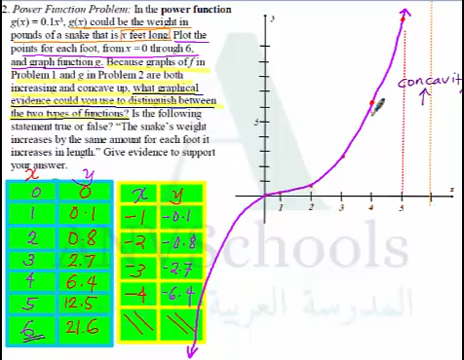 2. Power Function Problem: In the power function
g(x) = 0.1x³, g(x) could be the weight in
pounds of a snake that is x feet long. Plot the
points for each foot, from x = 0 through 6,
and graph function g. Because graphs of f in
Problem 1 and g in Problem 2 are both
increasing and concave up, what graphical
evidence could you use to distinguish between
the two types of functions? Is the following
statement true or false? "The snake's weight
increases by the same amount for each foot it
increases in length." Give evidence to support
your answer.
x y
0 0
1 0.1
2 0.8
3 2.7
4 6.4
5 12.5
6 21.6
x y
-1 -0.1
-2 -0.8
-3 -2.7
-4 -6.4
concavity
5
1 2 3 4 5
x
المدرسة العربية